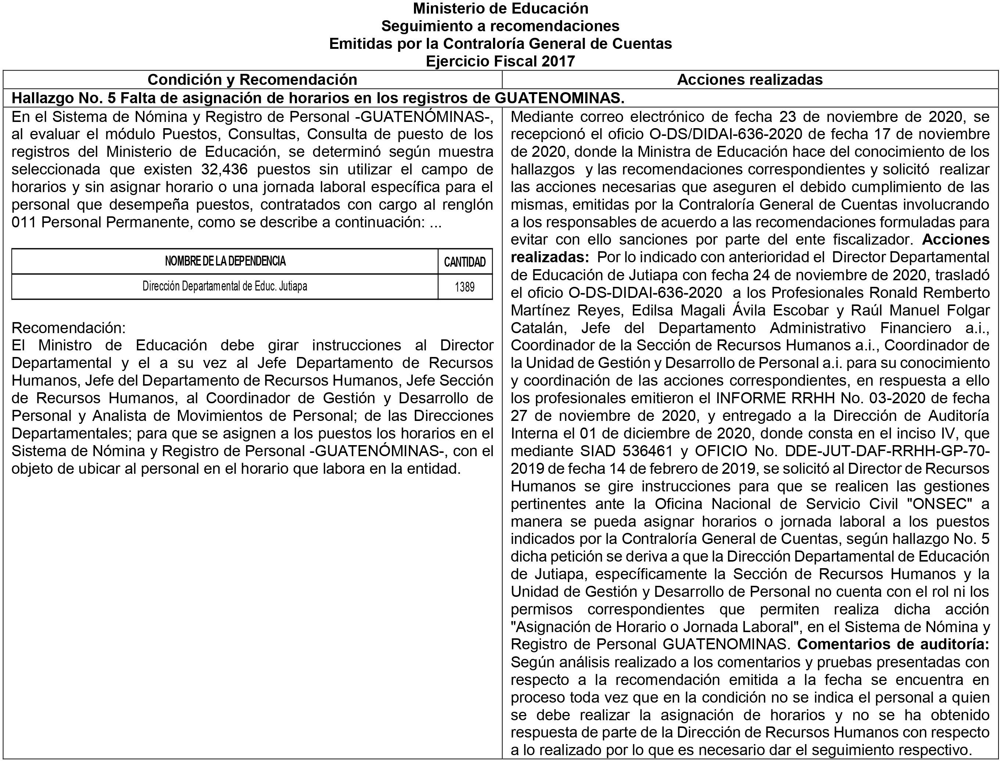 Ministerio de Educación
Seguimiento a recomendaciones
Emitidas por la Contraloría General de Cuentas
Ejercicio Fiscal 2017
Condición y Recomendación
Acciones realizadas
Hallazgo No. 5 Falta de asignación de horarios en los registros de GUATENOMINAS.
En el Sistema de Nómina y Registro de Personal -GUATENÓMINAS-,
al evaluar el módulo Puestos, Consultas, Consulta de puesto de los
registros del Ministerio de Educación, se determinó según muestra
seleccionada que existen 32,436 puestos sin utilizar el campo de
horarios y sin asignar horario o una jornada laboral específica para el
personal que desempeña puestos, contratados con cargo al renglón
011 Personal Permanente, como se describe a continuación: ...
NOMBRE DE LA DEPENDENCIA
CANTIDAD
Dirección Departamental de Educ. Jutiapa
1389
Recomendación:
El Ministro de Educación debe girar instrucciones al Director
Departamental y el a su vez al Jefe Departamento de Recursos
Humanos, Jefe del Departamento de Recursos Humanos, Jefe Sección
de Recursos Humanos, al Coordinador de Gestión y Desarrollo de
Personal y Analista de Movimientos de Personal; de las Direcciones
Departamentales; para que se asignen a los puestos los horarios en el
Sistema de Nómina y Registro de Personal -GUATENÓMINAS-, con el
objeto de ubicar al personal en el horario que labora en la entidad.
Mediante correo electrónico de fecha 23 de noviembre de 2020, se
recepcionó el oficio O-DS/DIDAI-636-2020 de fecha 17 de noviembre
de 2020, donde la Ministra de Educación hace del conocimiento de los
hallazgos y las recomendaciones correspondientes y solicitó realizar
las acciones necesarias que aseguren el debido cumplimiento de las
mismas, emitidas por la Contraloría General de Cuentas involucrando
a los responsables de acuerdo a las recomendaciones formuladas para
evitar con ello sanciones por parte del ente fiscalizador. Acciones
realizadas: Por lo indicado con anterioridad el Director Departamental
de Educación de Jutiapa con fecha 24 de noviembre de 2020, trasladó
el oficio O-DS-DIDAI-636-2020 a los Profesionales Ronald Remberto
Martínez Reyes, Edilsa Magali Ávila Escobar y Raúl Manuel Folgar
Catalán, Jefe del Departamento Administrativo Financiero a.i.,
Coordinador de la Sección de Recursos Humanos a.i., Coordinador de
la Unidad de Gestión y Desarrollo de Personal a.i. para su conocimiento
y coordinación de las acciones correspondientes, en respuesta a ello
los profesionales emitieron el INFORME RRHH No. 03-2020 de fecha
27 de noviembre de 2020, y entregado a la Dirección de Auditoría
Interna el 01 de diciembre de 2020, donde consta en el inciso IV, que
mediante SIAD 536461 y OFICIO No. DDE-JUT-DAF-RRHH-GP-70-
2019 de fecha 14 de febrero de 2019, se solicitó al Director de Recursos
Humanos se gire instrucciones para que se realicen las gestiones
pertinentes ante la Oficina Nacional de Servicio Civil "ONSEC" a
manera se pueda asignar horarios o jornada laboral a los puestos
indicados por la Contraloría General de Cuentas, según hallazgo No. 5
dicha petición se deriva a que la Dirección Departamental de Educación
de Jutiapa, específicamente la Sección de Recursos Humanos y la
Unidad de Gestión y Desarrollo de Personal no cuenta con el rol ni los
permisos correspondientes que permiten realiza dicha acción
"Asignación de Horario o Jornada Laboral", en el Sistema de Nómina y
Registro de Personal GUATENOMINAS. Comentarios de auditoría:
Según análisis realizado a los comentarios y pruebas presentadas con
respecto a la recomendación emitida a la fecha se encuentra en
proceso toda vez que en la condición no se indica el personal a quien
se debe realizar la asignación de horarios y no se ha obtenido
respuesta de parte de la Dirección de Recursos Humanos con respecto
a lo realizado por lo que es necesario dar el seguimiento respectivo.